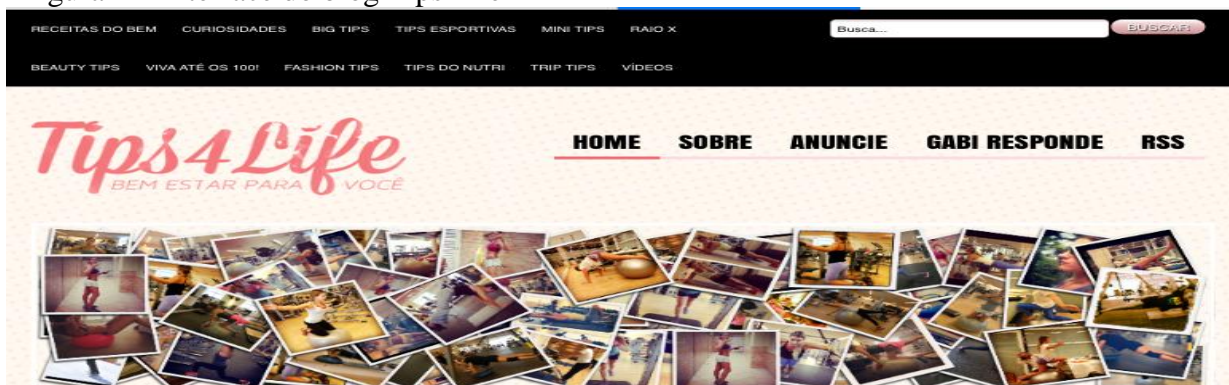 RECEITAS DO BEM CURIOSIDADES BIG TIPS TIPS ESPORTIVAS MINI TIPS RAIO X Busca... BUSCAR
BEAUTY TIPS VIVA ATÉ OS 100! FASHION TIPS TIPS DO NUTRI TRIP TIPS VÍDEOS
Tips4Life
BEM ESTAR PARA VOCÊ
HOME SOBRE ANUNCIE GABI RESPONDE RSS